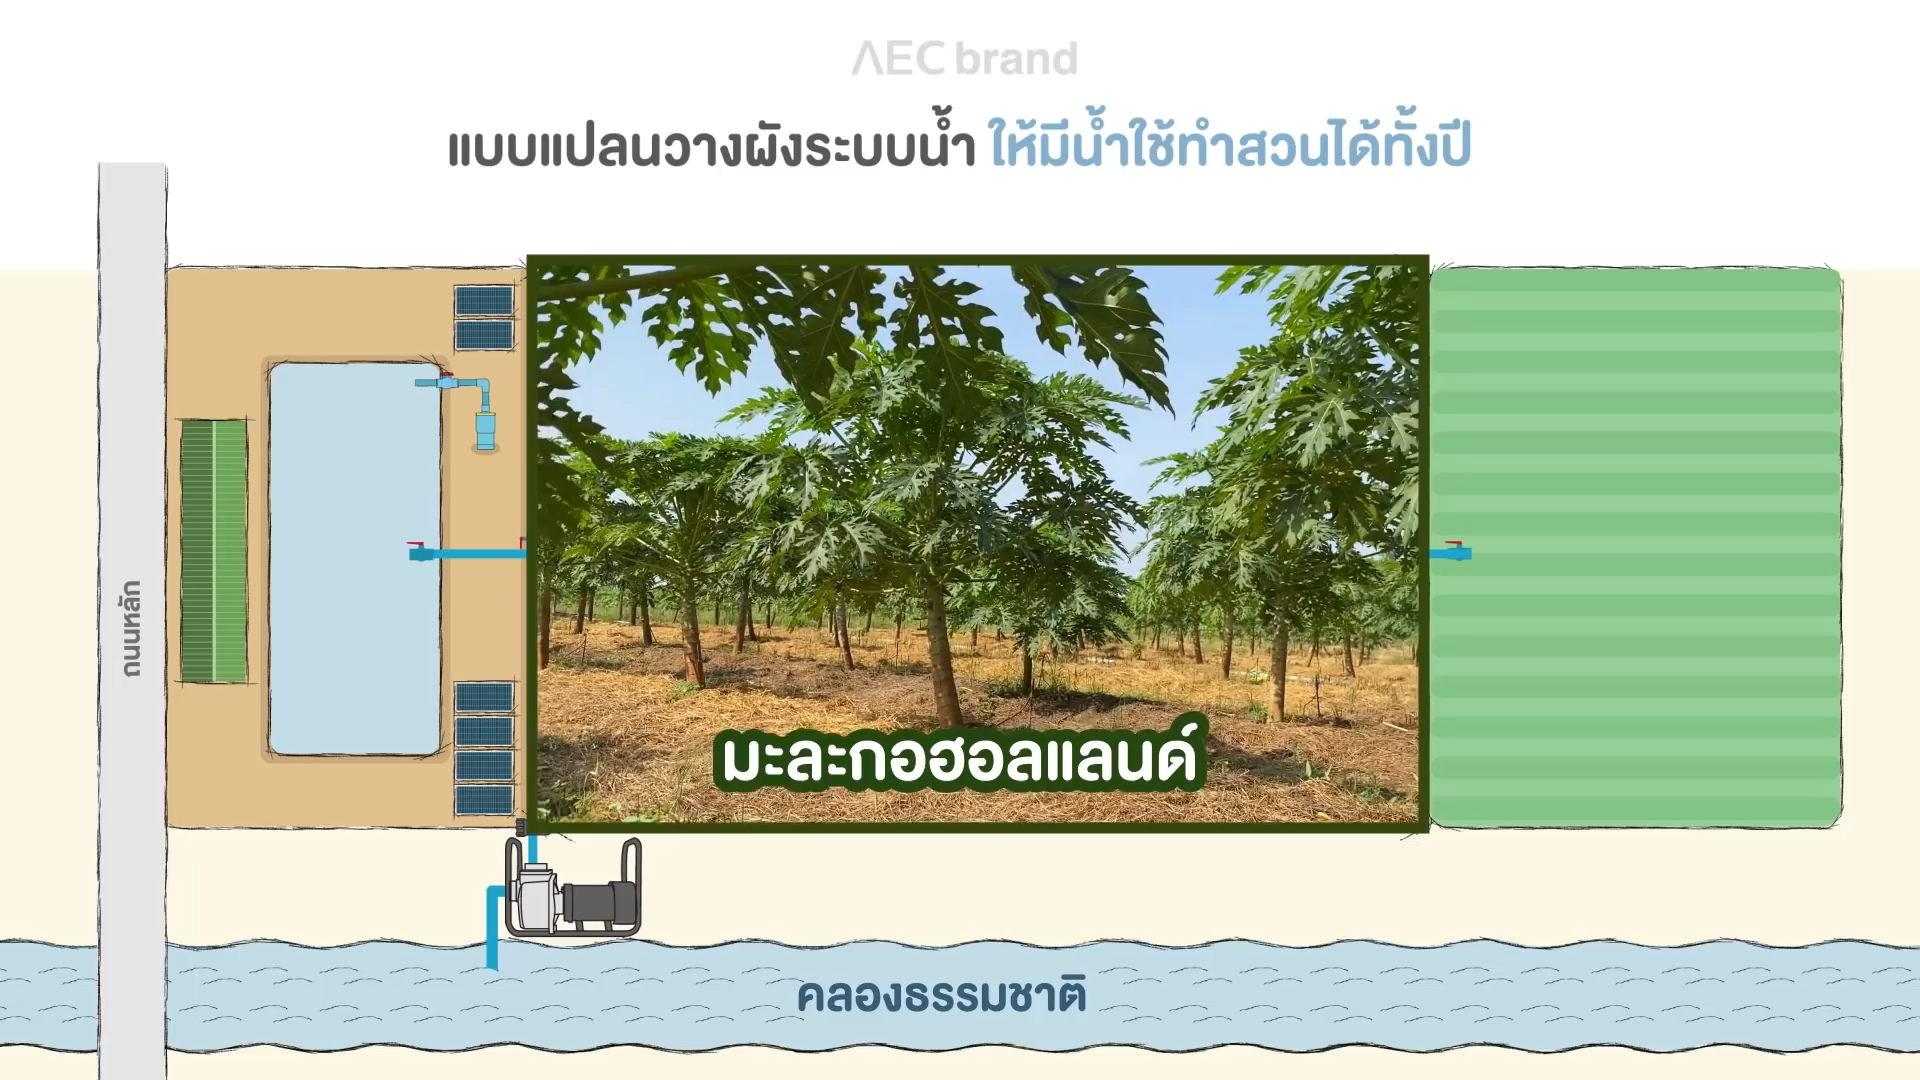 AEC brand
แบบแปลนวางผังระบบน้ำ ให้มีน้ำใช้ทำสวนได้ทั้งปี
ถนนหลัก
มะละกอฮอลแลนด์
คลองธรรมชาติ